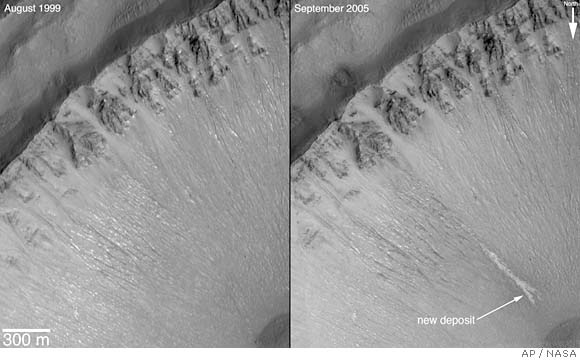 August 1999
September 2005
North
new deposit
300 m
AP / NASA